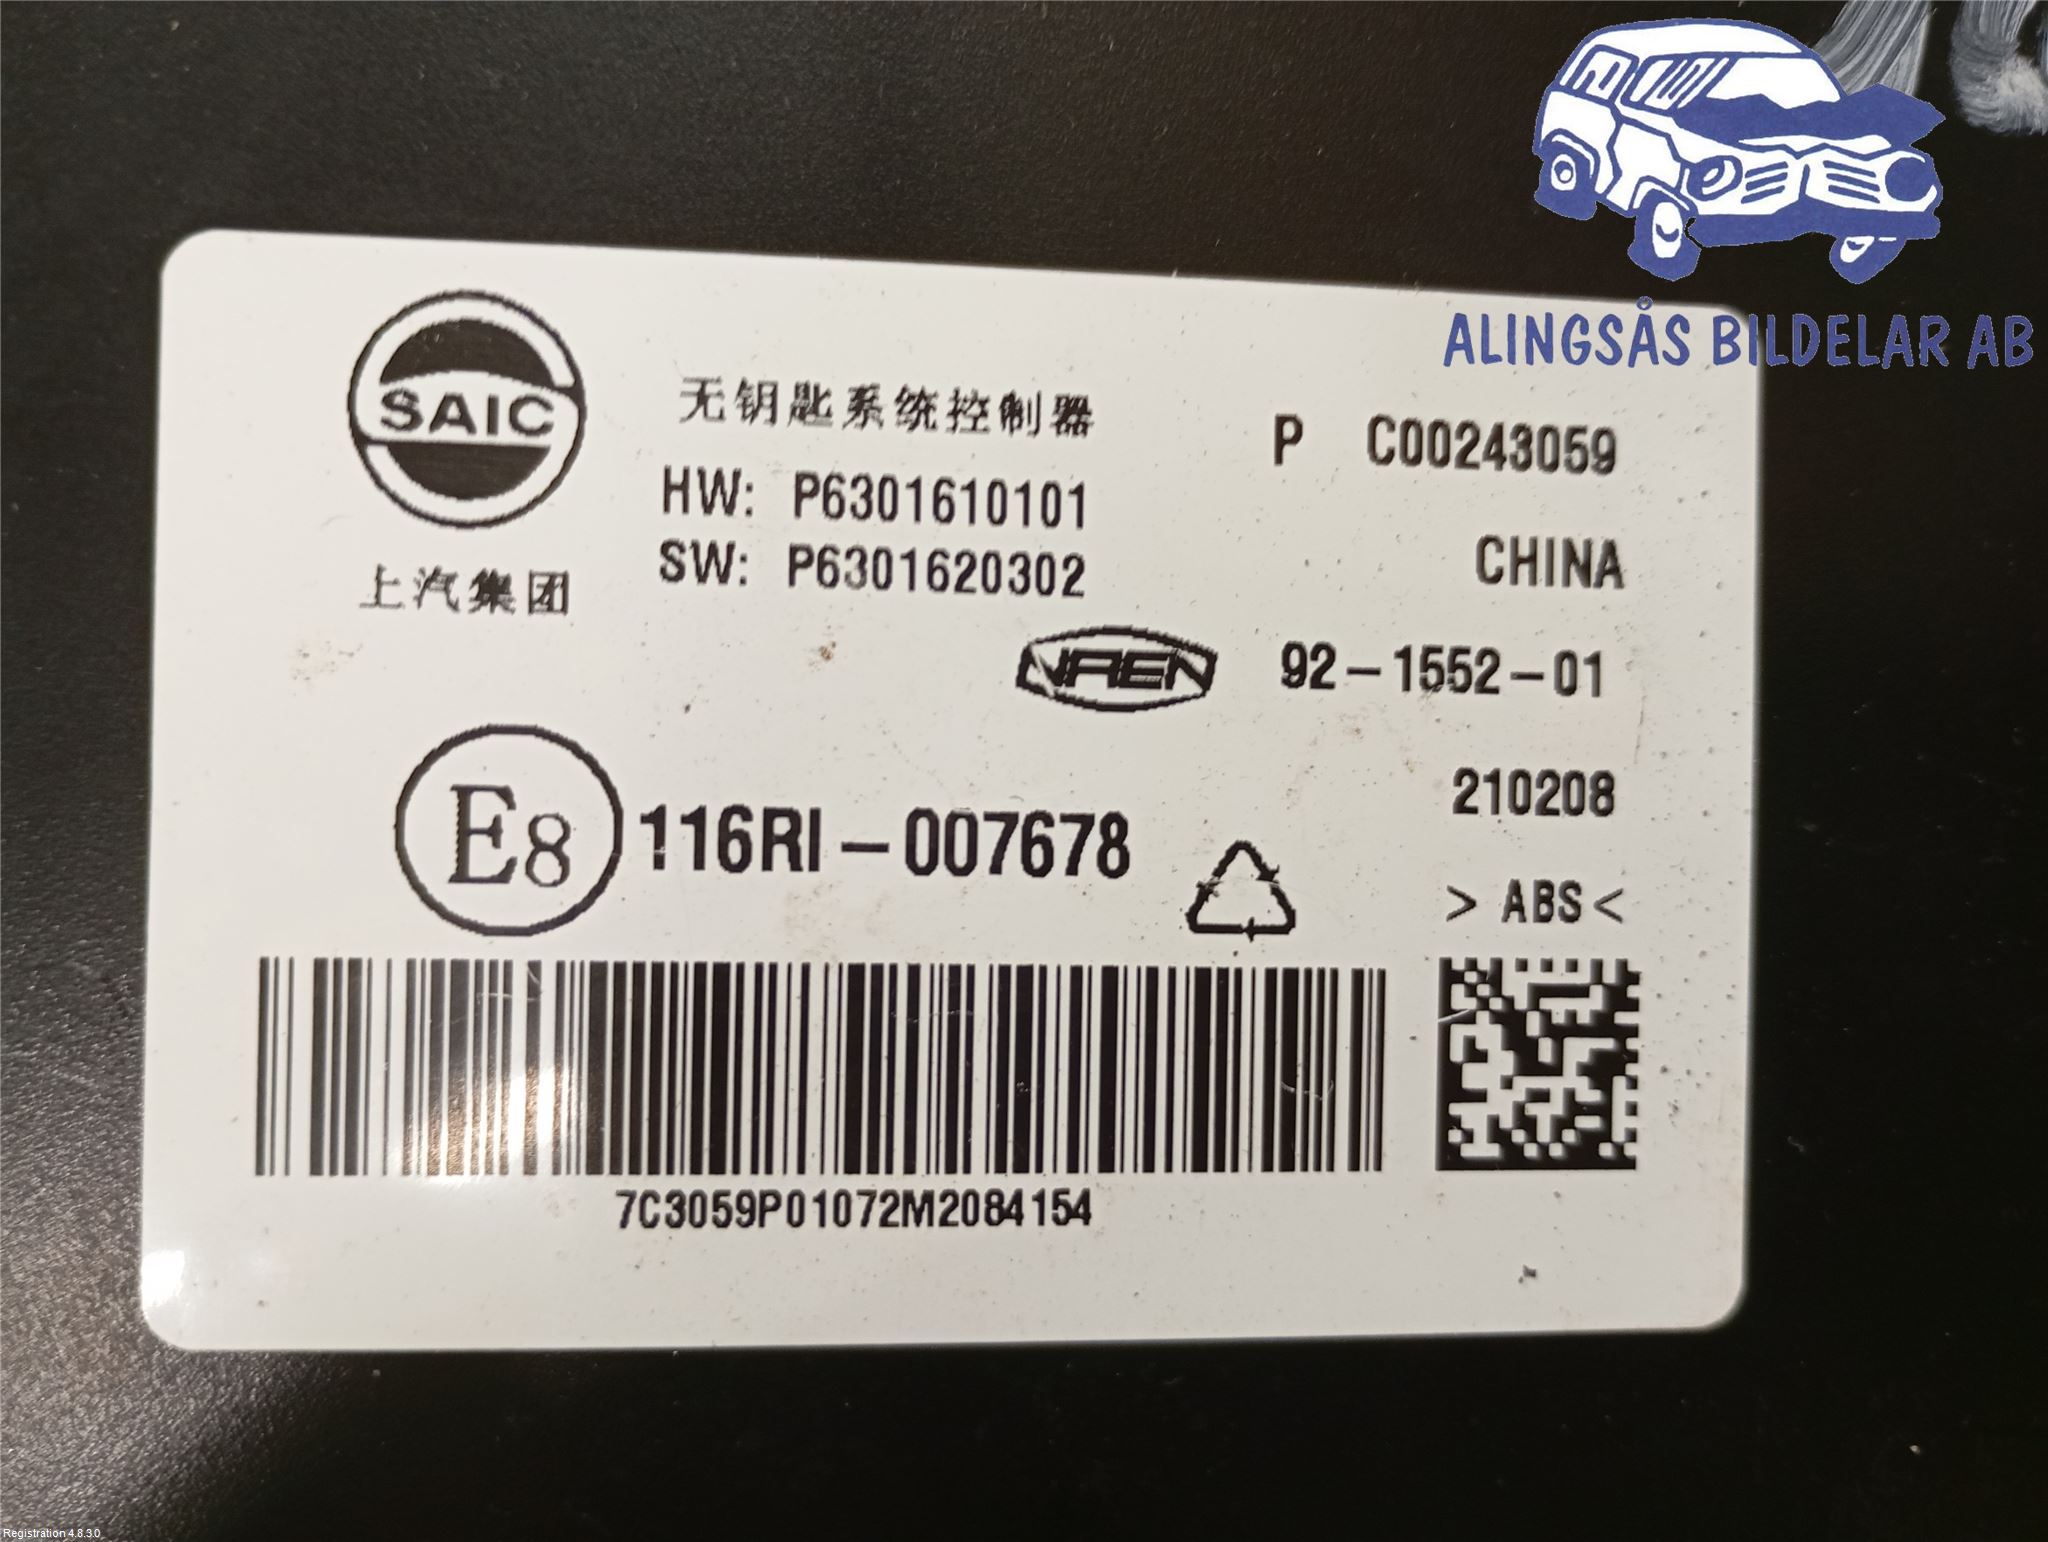 ALINGSÅS BILDELAR AB
SAIC
上汽集团
无钥匙系统控制器
HW: P6301610101
SW: P6301620302
P C00243059
CHINA
NAEN 92-1552-01
E8 116RI-007678
210208
>ABS<
7C3059P01072M2084154
Registration 4.8.3.0